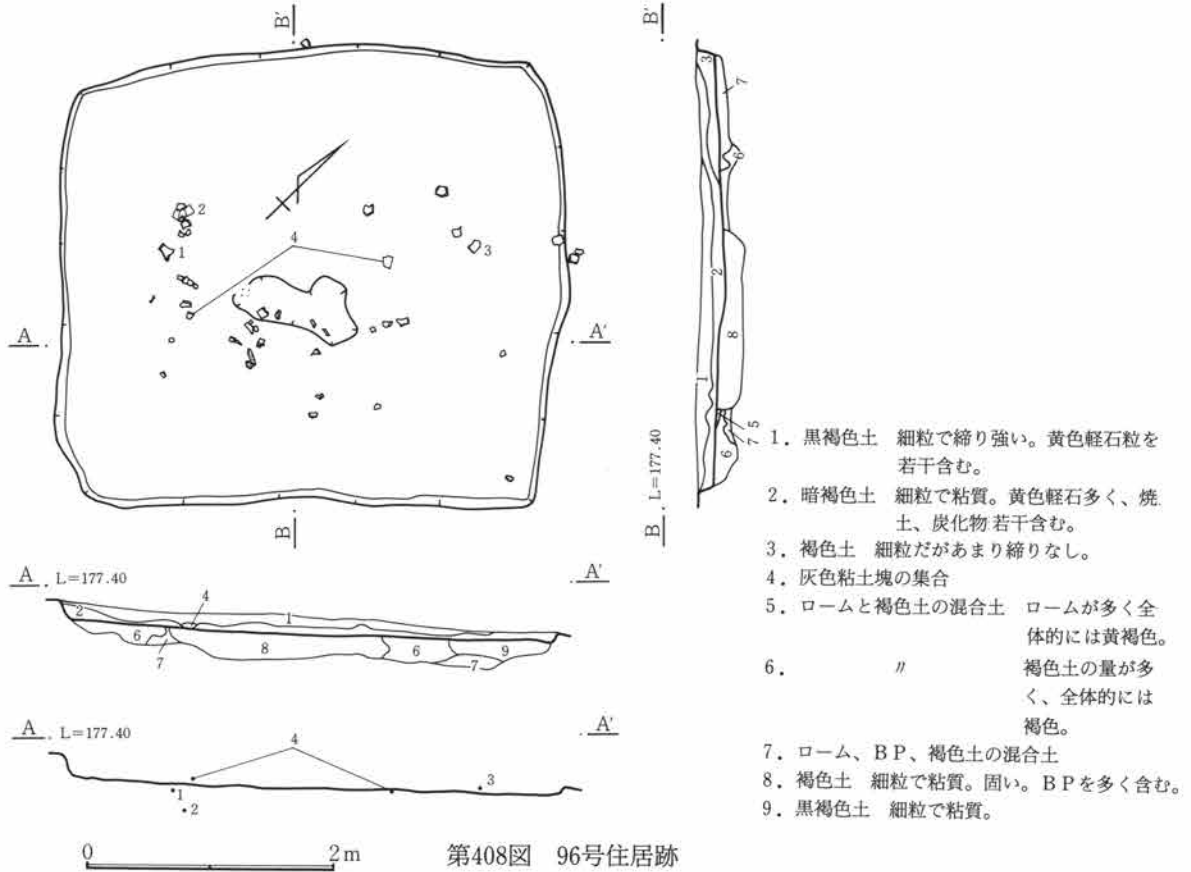 B'
B'
2
1
4
3
A
A'
B
B L=177.40
3
7
6
2
8
1
5
7
6
A L=177.40 A'
2
4
1
6
7
8
6
7
9
A L=177.40 A'
4
1
2
3
0 2m
第408図 96号住居跡
1. 黒褐色土 細粒で締り強い。黄色軽石粒を
若干含む。
2. 暗褐色土 細粒で粘質。黄色軽石多く、焼
土、炭化物若干含む。
3. 褐色土 細粒だがあまり締りなし。
4. 灰色粘土塊の集合
5. ロームと褐色土の混合土 ロームが多く全
体的には黄褐色。
6. 〃 褐色土の量が多
く、全体的には
褐色。
7. ローム、BP、褐色土の混合土
8. 褐色土 細粒で粘質。固い。BPを多く含む。
9. 黒褐色土 細粒で粘質。